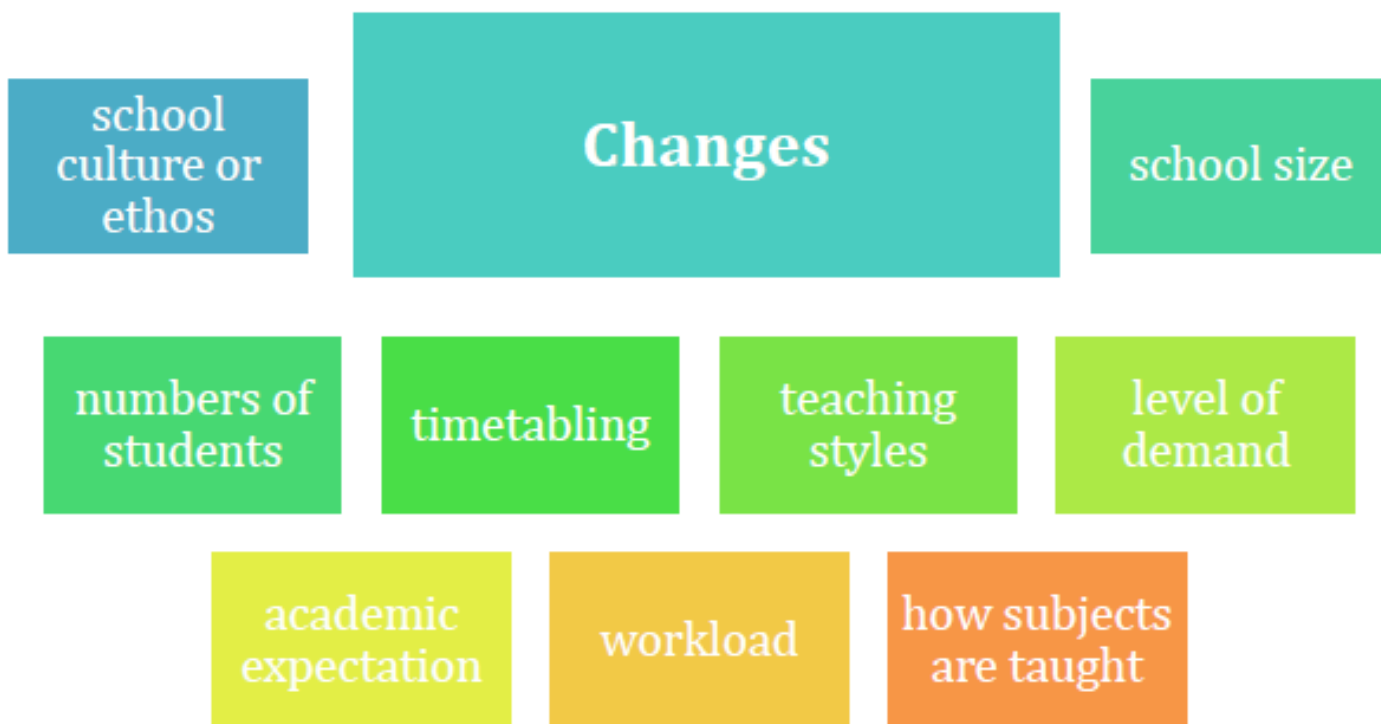 school
culture or
ethos
Changes
school size
numbers of
students
timetabling
teaching
styles
level of
demand
academic
expectation
workload
how subjects
are taught